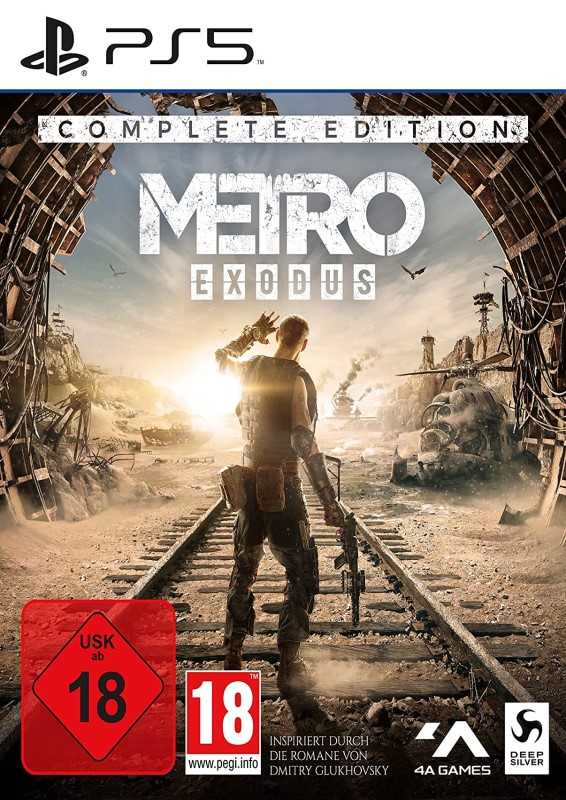 PS5
COMPLETE EDITION
METRO
EXODUS
USK
ab
18
18
www.pegi.info
INSPIRIERT DURCH
DIE ROMANE VON
DMITRY GLUKHOVSKY
4A GAMES
DEEP
SILVER